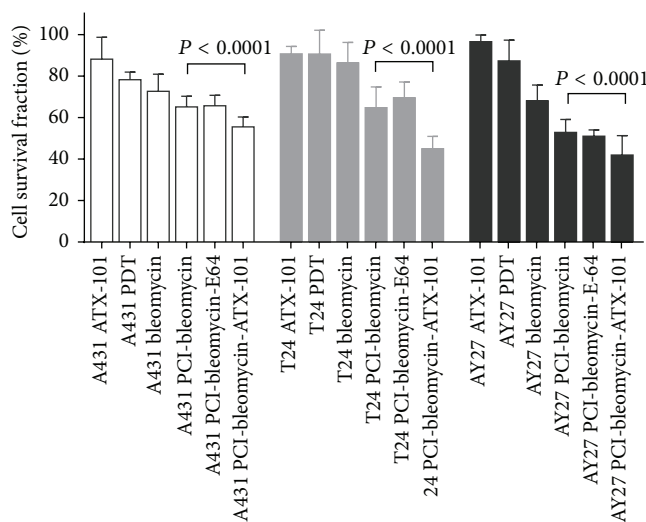 Cell survival fraction (%)
100
80
60
40
20
0
P < 0.0001
P < 0.0001
P < 0.0001
A431 ATX-101
A431 PDT
A431 bleomycin
A431 PCI-bleomycin
A431 PCI-bleomycin-E64
A431 PCI-bleomycin-ATX-101
T24 ATX-101
T24 PDT
T24 bleomycin
T24 PCI-bleomycin
T24 PCI-bleomycin-E64
24 PCI-bleomycin-ATX-101
AY27 ATX-101
AY27 PDT
AY27 bleomycin
AY27 PCI-bleomycin
AY27 PCI-bleomycin-E-64
AY27 PCI-bleomycin-ATX-101